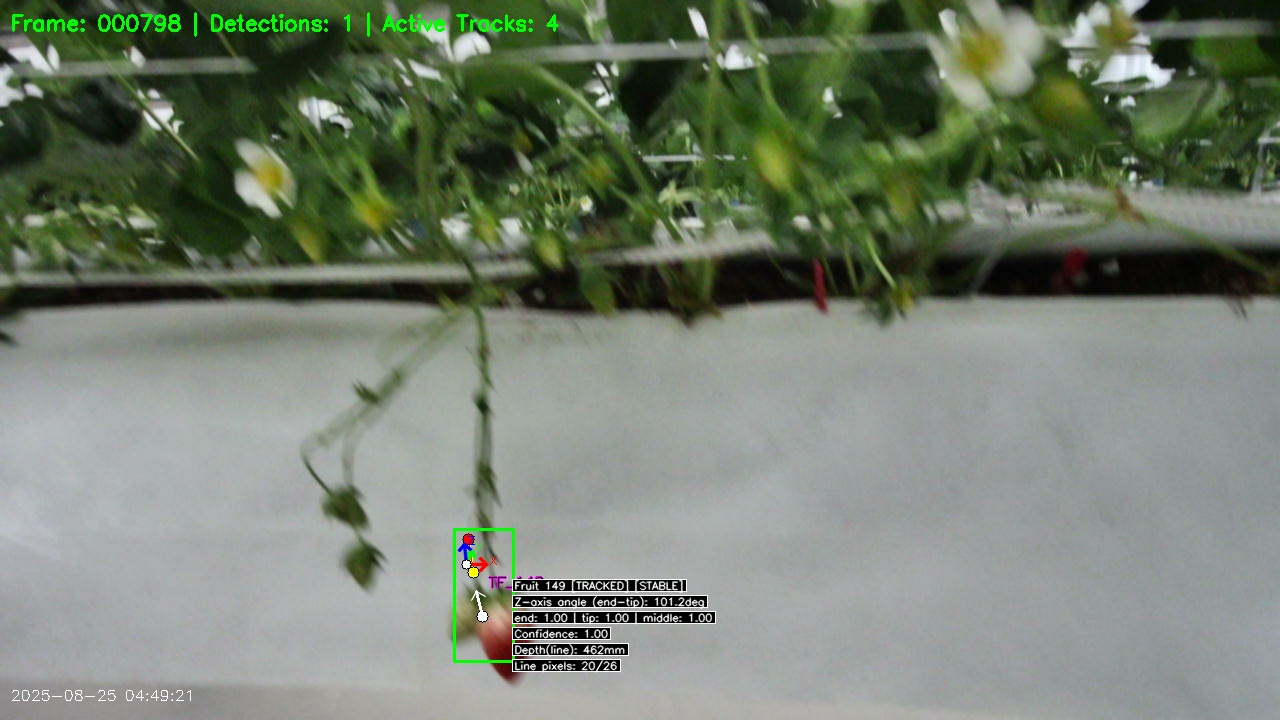 Frame: 000798 | Detections: 1 | Active Tracks: 4
Fruit 149 [TRACKED] [STABLE]
Z-axis angle (end-tip): 101.2deg
end: 1.00 | tip: 1.00 | middle: 1.00
Confidence: 1.00
Depth(line): 462mm
Line pixels: 20/26
2025-08-25 04:49:21